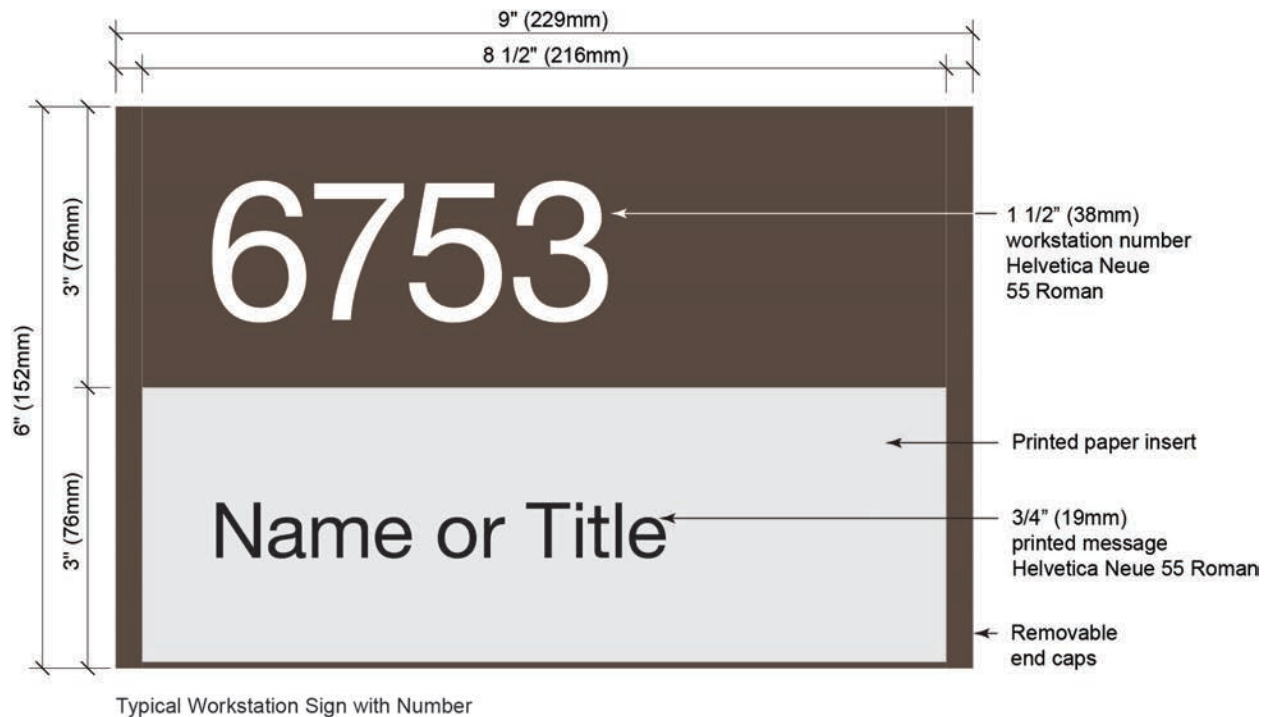 9" (229mm)
8 1/2" (216mm)
6" (152mm)
3" (76mm)
3" (76mm)
6753
1 1/2” (38mm)
workstation number
Helvetica Neue
55 Roman
Printed paper insert
Name or Title
3/4” (19mm)
printed message
Helvetica Neue 55 Roman
Removable
end caps
Typical Workstation Sign with Number